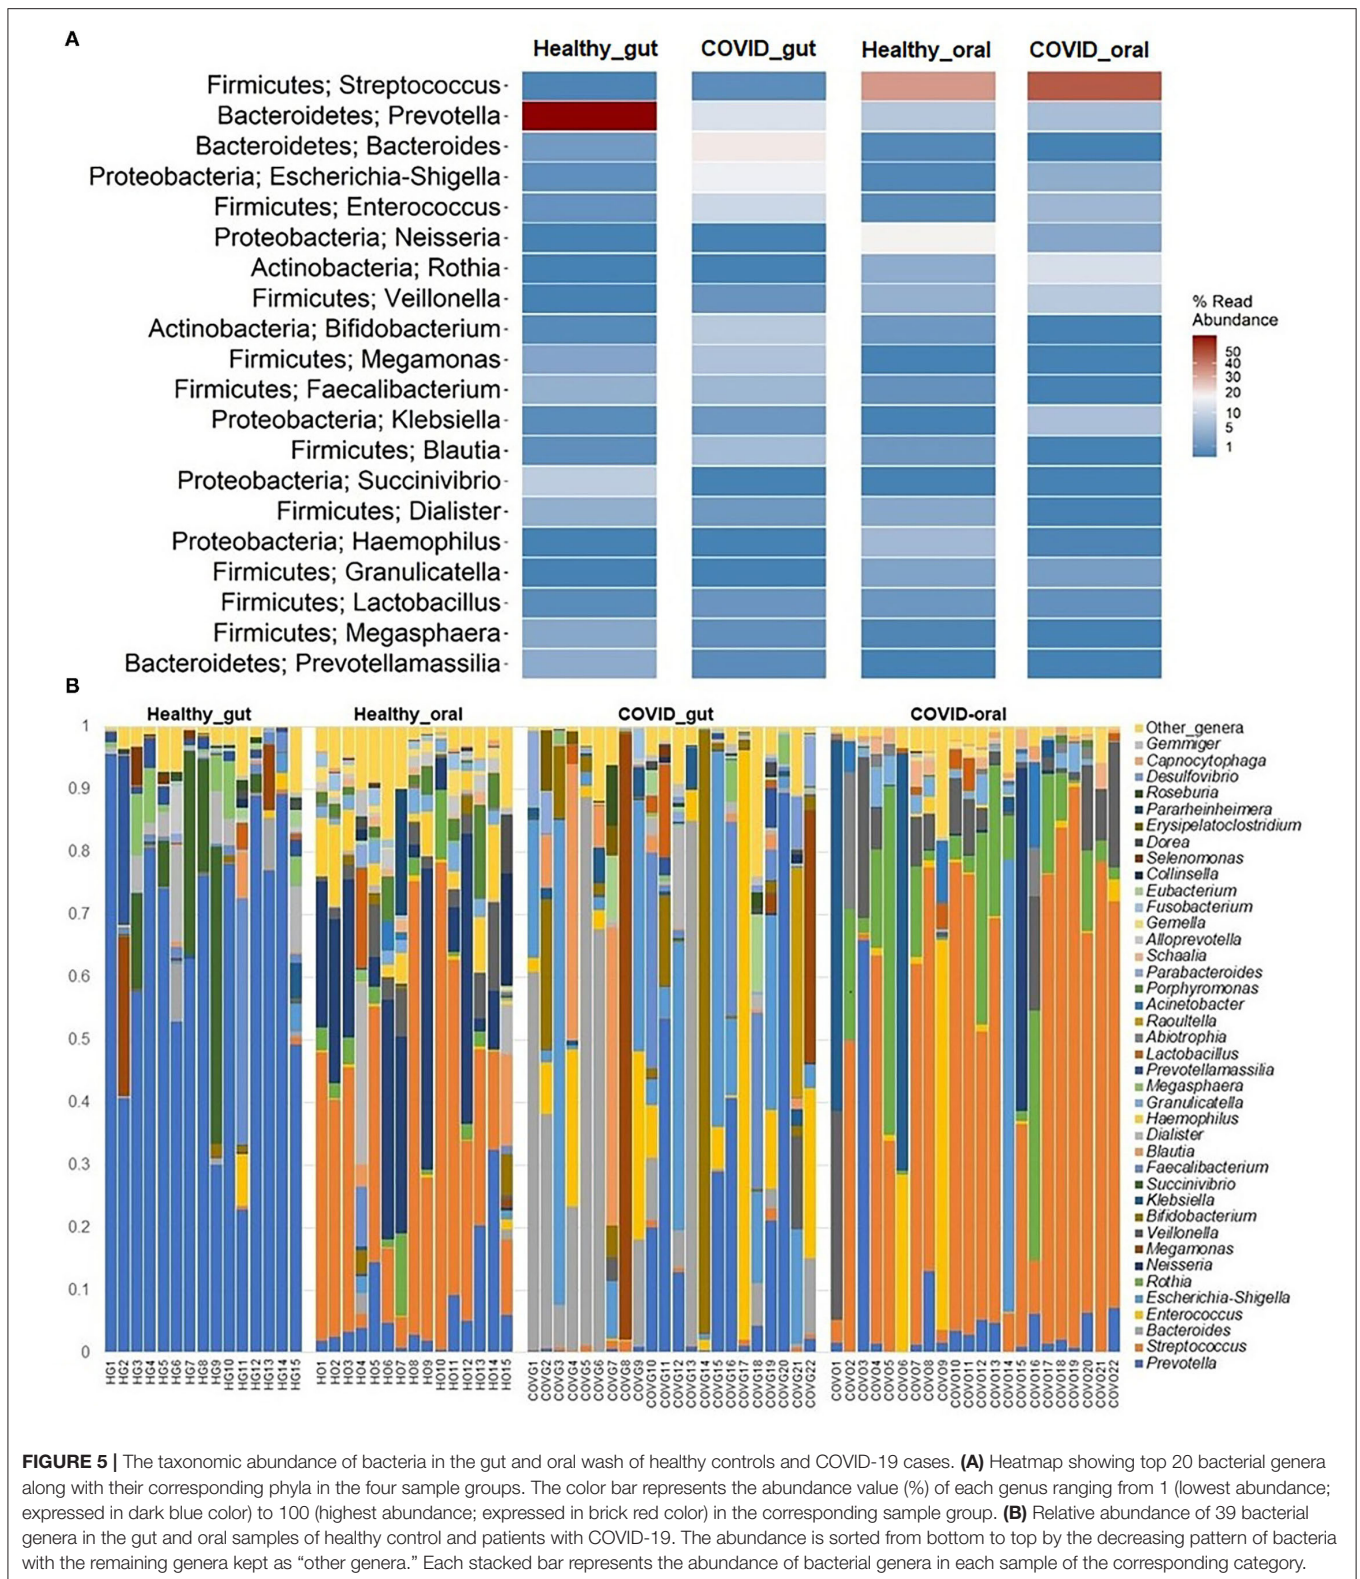 A
Healthy_gut COVID_gut Healthy_oral COVID_oral
Firmicutes; Streptococcus
Bacteroidetes; Prevotella
Bacteroidetes; Bacteroides
Proteobacteria; Escherichia-Shigella
Firmicutes; Enterococcus
Proteobacteria; Neisseria
Actinobacteria; Rothia
Firmicutes; Veillonella
Actinobacteria; Bifidobacterium
Firmicutes; Megamonas
Firmicutes; Faecalibacterium
Proteobacteria; Klebsiella
Firmicutes; Blautia
Proteobacteria; Succinivibrio
Firmicutes; Dialister
Proteobacteria; Haemophilus
Firmicutes; Granulicatella
Firmicutes; Lactobacillus
Firmicutes; Megasphaera
Bacteroidetes; Prevotellamassilia
% Read
Abundance
50
40
30
20
10
5
1
B
Healthy_gut Healthy_oral COVID_gut COVID-oral
1
0.9
0.8
0.7
0.6
0.5
0.4
0.3
0.2
0.1
0
HG1 HG2 HG3 HG4 HG5 HG6 HG7 HG8 HG9 HG10 HG11 HG12 HG13 HG14 HG15
HO1 HO2 HO3 HO4 HO5 HO6 HO7 HO8 HO9 HO10 HO11 HO12 HO13 HO14 HO15
COVG1 COVG2 COVG3 COVG4 COVG5 COVG6 COVG7 COVG8 COVG9 COVG10 COVG11 COVG12 COVG13 COVG14 COVG15 COVG16 COVG17 COVG18 COVG19 COVG20 COVG21 COVG22
COVO1 COVO2 COVO3 COVO4 COVO5 COVO6 COVO7 COVO8 COVO9 COVO10 COVO11 COVO12 COVO13 COVO14 COVO15 COVO16 COVO17 COVO18 COVO19 COVO20 COVO21 COVO22
Other_genera
Gemmiger
Capnocytophaga
Desulfovibrio
Roseburia
Pararheinheimera
Erysipelatoclostridium
Dorea
Selenomonas
Collinsella
Eubacterium
Fusobacterium
Gemella
Alloprevotella
Schaalia
Parabacteroides
Porphyromonas
Acinetobacter
Raoultella
Abiotrophia
Lactobacillus
Prevotellamassilia
Megasphaera
Granulicatella
Haemophilus
Dialister
Blautia
Faecalibacterium
Succinivibrio
Klebsiella
Bifidobacterium
Veillonella
Megamonas
Neisseria
Rothia
Escherichia-Shigella
Enterococcus
Bacteroides
Streptococcus
Prevotella
FIGURE 5 | The taxonomic abundance of bacteria in the gut and oral wash of healthy controls and COVID-19 cases. (A) Heatmap showing top 20 bacterial genera
along with their corresponding phyla in the four sample groups. The color bar represents the abundance value (%) of each genus ranging from 1 (lowest abundance;
expressed in dark blue color) to 100 (highest abundance; expressed in brick red color) in the corresponding sample group. (B) Relative abundance of 39 bacterial
genera in the gut and oral samples of healthy control and patients with COVID-19. The abundance is sorted from bottom to top by the decreasing pattern of bacteria
with the remaining genera kept as “other genera.” Each stacked bar represents the abundance of bacterial genera in each sample of the corresponding category.